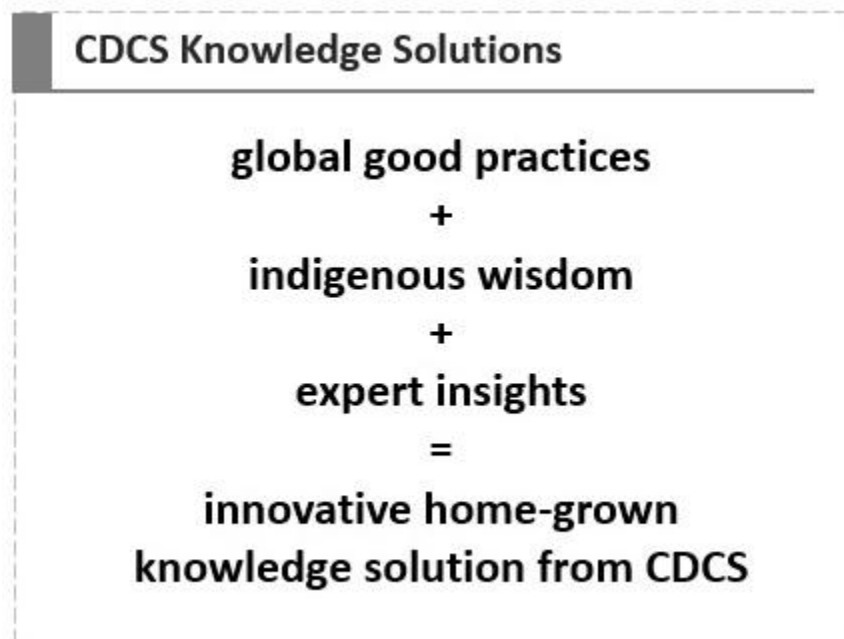 CDCS Knowledge Solutions
global good practices
+
indigenous wisdom
+
expert insights
=
innovative home-grown
knowledge solution from CDCS